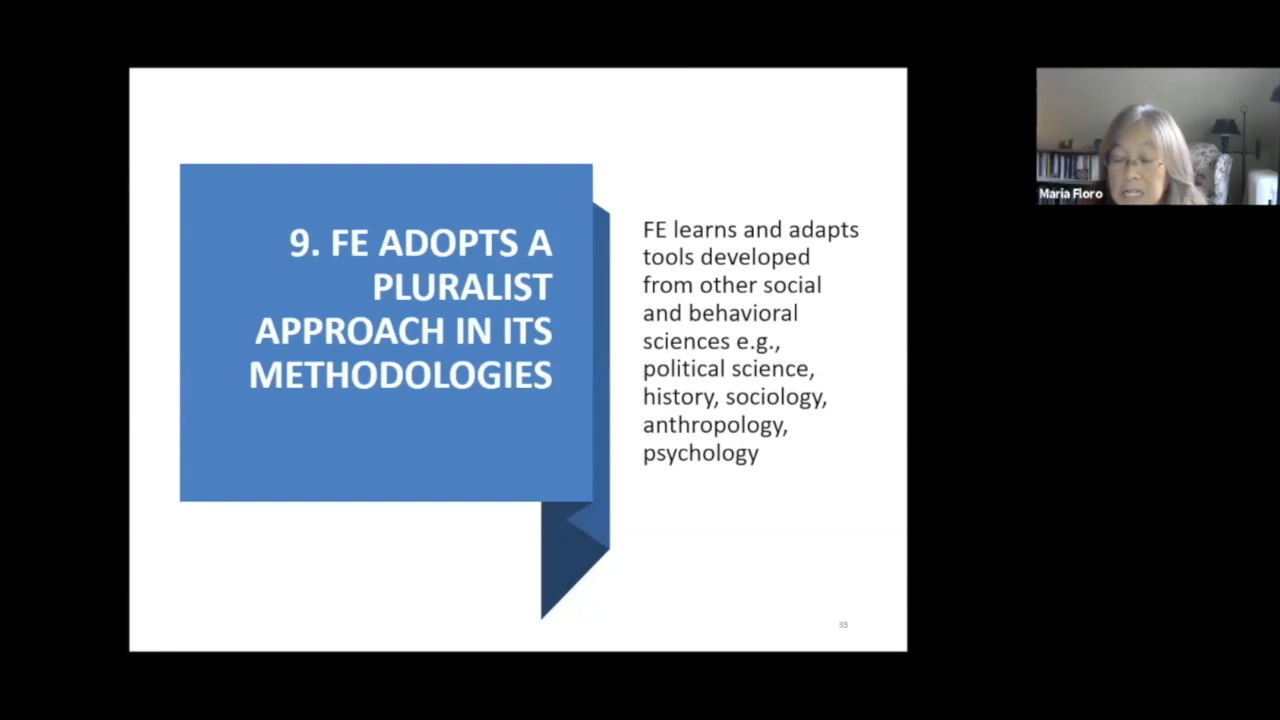 9. FE ADOPTS A
PLURALIST
APPROACH IN ITS
METHODOLOGIES
FE learns and adapts
tools developed
from other social
and behavioral
sciences e.g.,
political science,
history, sociology,
anthropology,
psychology
33
Maria Floro